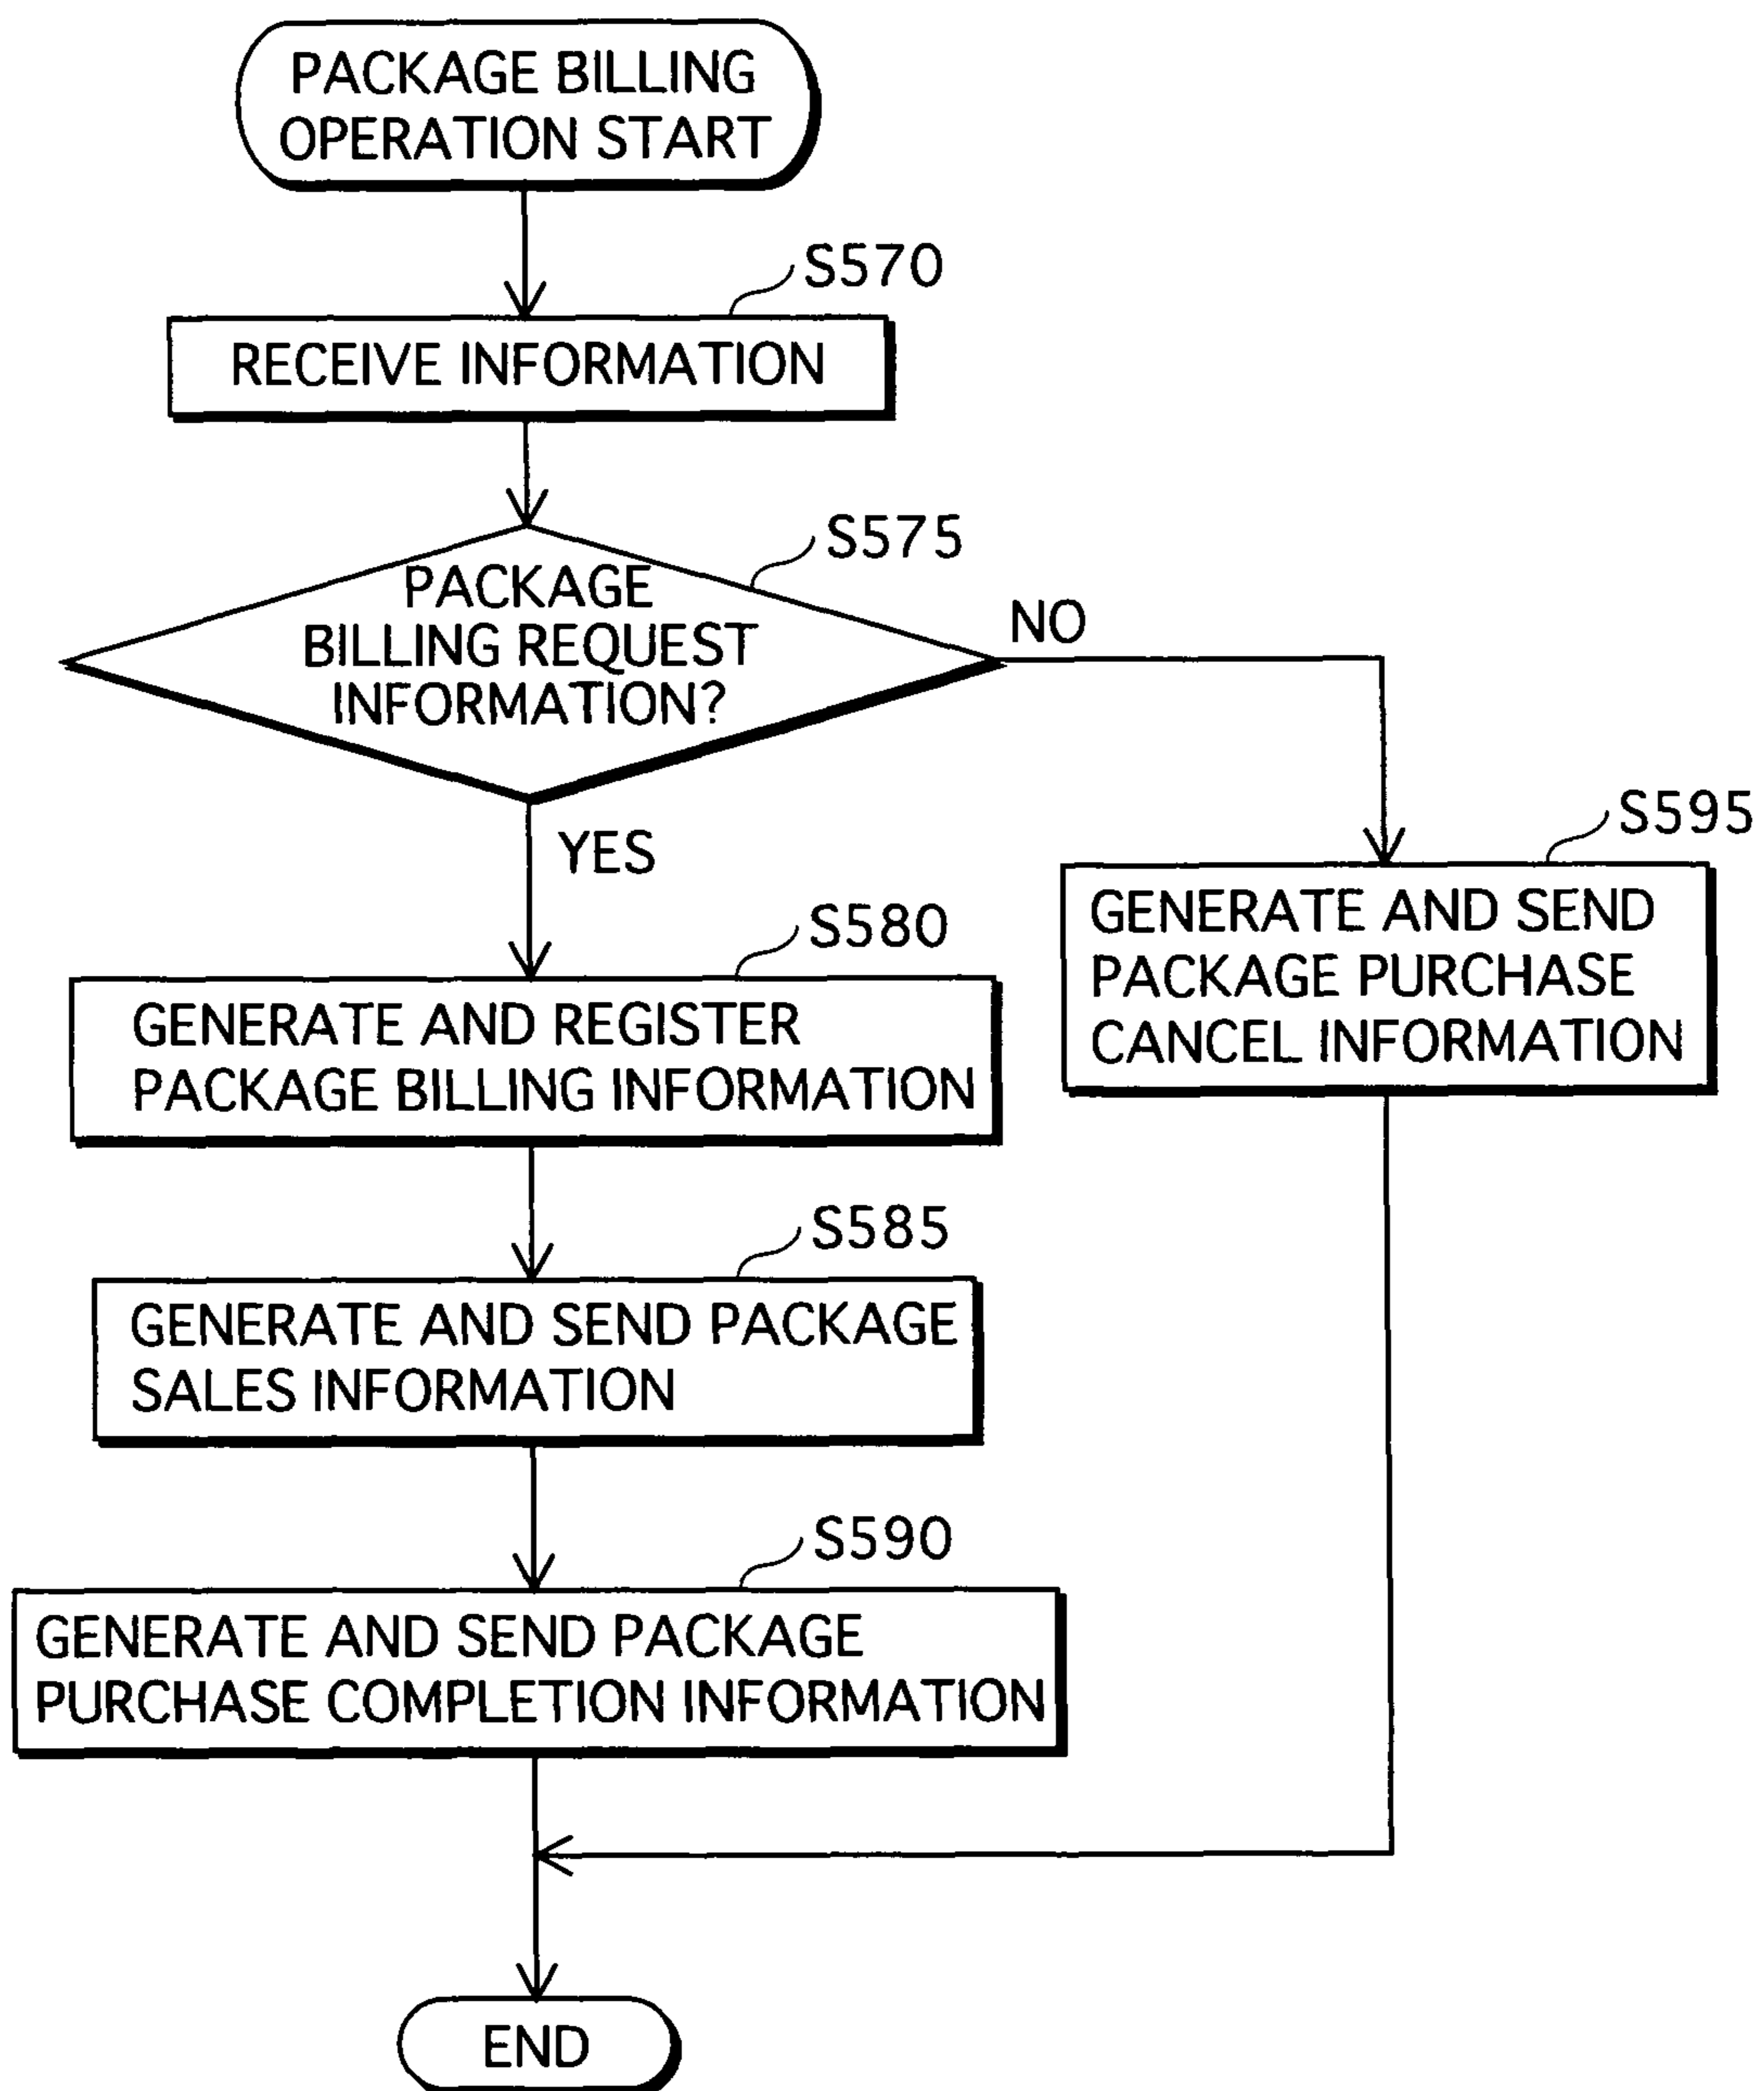 PACKAGE BILLING
OPERATION START
S570
RECEIVE INFORMATION
S575
PACKAGE
BILLING REQUEST
INFORMATION?
NO
YES
S595
GENERATE AND SEND
PACKAGE PURCHASE
CANCEL INFORMATION
S580
GENERATE AND REGISTER
PACKAGE BILLING INFORMATION
S585
GENERATE AND SEND PACKAGE
SALES INFORMATION
S590
GENERATE AND SEND PACKAGE
PURCHASE COMPLETION INFORMATION
END